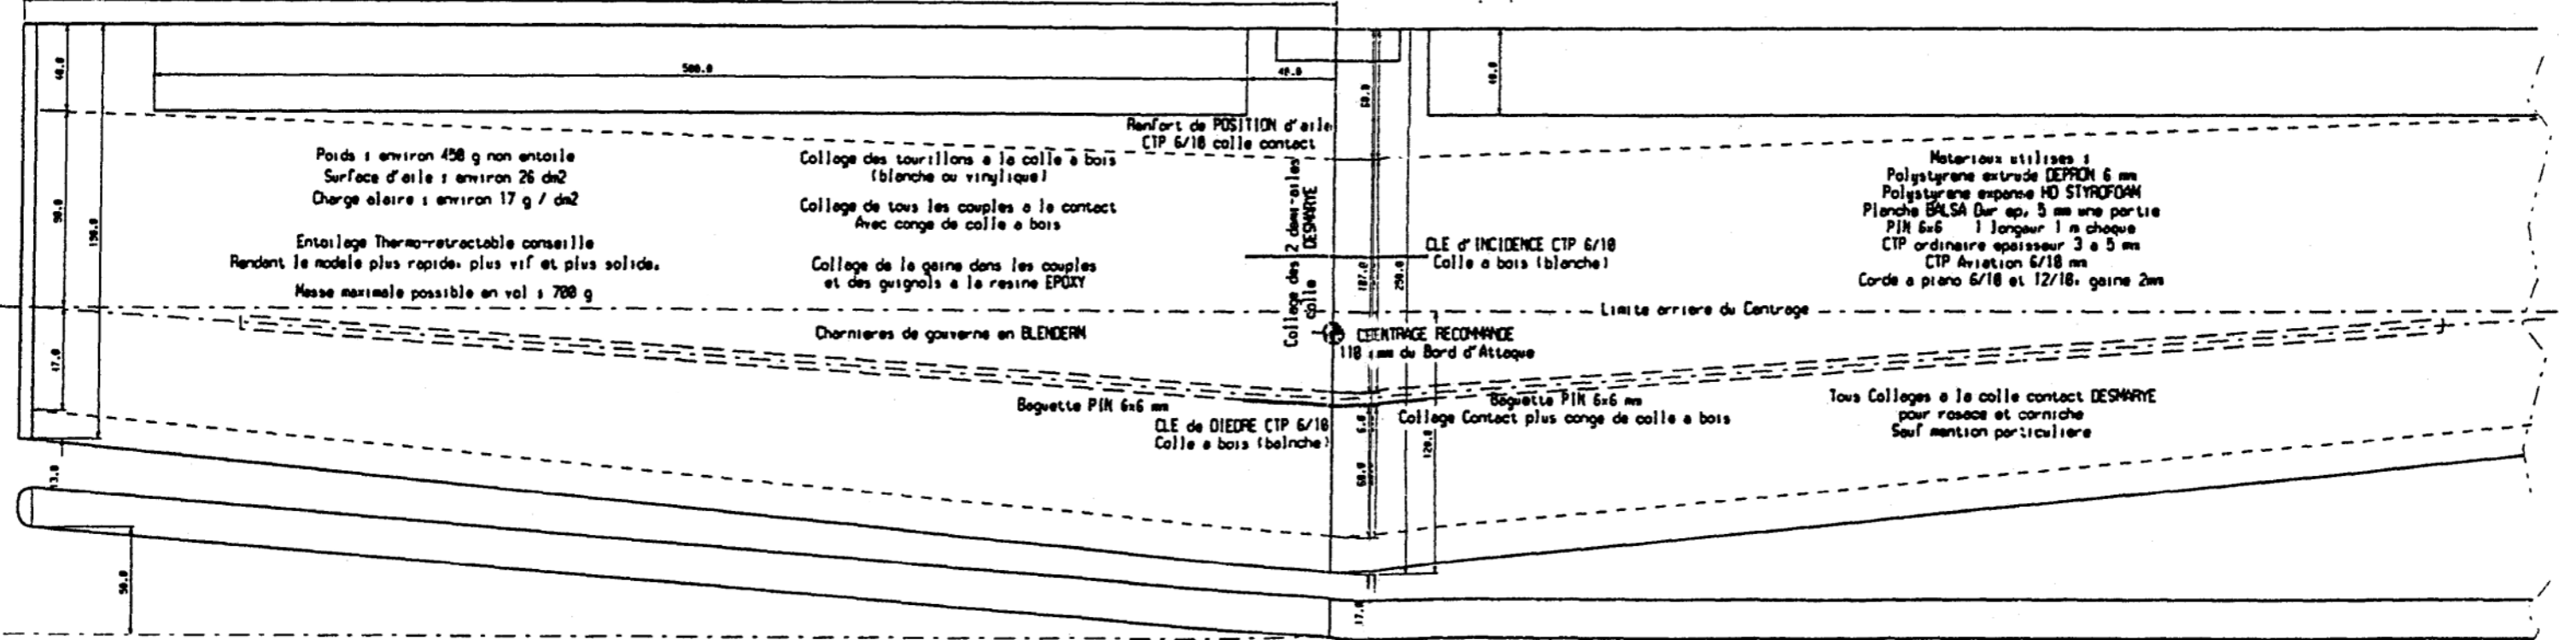 40.0
500.0
40.0
40.0
60.0
90.0
190.0
Renfort de POSITION d'aile
CTP 6/10 colle contact
Poids : environ 450 g non entoile
Surface d'aile : environ 26 dm2
Charge alaire : environ 17 g / dm2
Entoilage Thermo-retractable conseille
Rendant le modele plus rapide, plus vif et plus solide.
Masse maximale possible en vol : 700 g
Collage des tourillons a la colle a bois
(blanche ou vinylique)
Collage de tous les couples a la contact
Avec conge de colle a bois
Collage de la gaine dans les couples
et des guignols a la resine EPOXY
Charnieres de gouverne en BLENDERM
Collage des 2 demi-ailes
colle DESMARYE
CLE d'INCIDENCE CTP 6/10
Colle a bois (blanche)
187.0
250.0
Materiaux utilises :
Polystyrene extrude DEPRON 6 mm
Polystyrene expanse HD STYROFOAM
Planche BALSA Dur ep. 5 mm une partie
PIN 6x6 1 longeur 1 m chaque
CTP ordinaire epaisseur 3 a 5 mm
CTP Aviation 6/10 mm
Corde a piano 6/10 et 12/10, gaine 2mm
Limite arriere du Centrage
CEENTRAGE RECOMMANDE
110 mm du Bord d'Attaque
17.0
Baguette PIN 6x6 mm
CLE de DIEDRE CTP 6/10
Colle a bois (balnche)
Baguette PIN 6x6 mm
Collage Contact plus conge de colle a bois
Tous Collages a la colle contact DESMARYE
pour rosace et corniche
Sauf mention particuliere
6.0
120.0
60.0
13.0
50.0
17.0